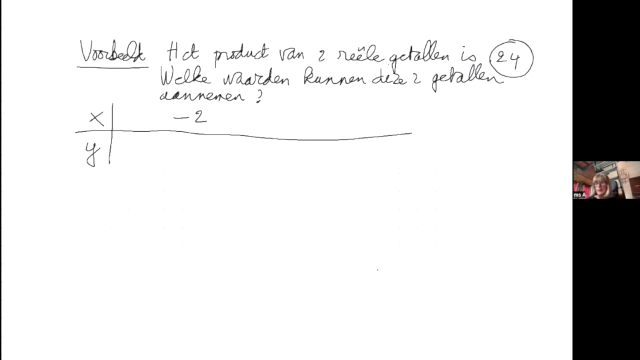 Voorbeeld: Het product van 2 reële getallen is 24
Welke waarden kunnen deze 2 getallen
aannemen?
x -2
y